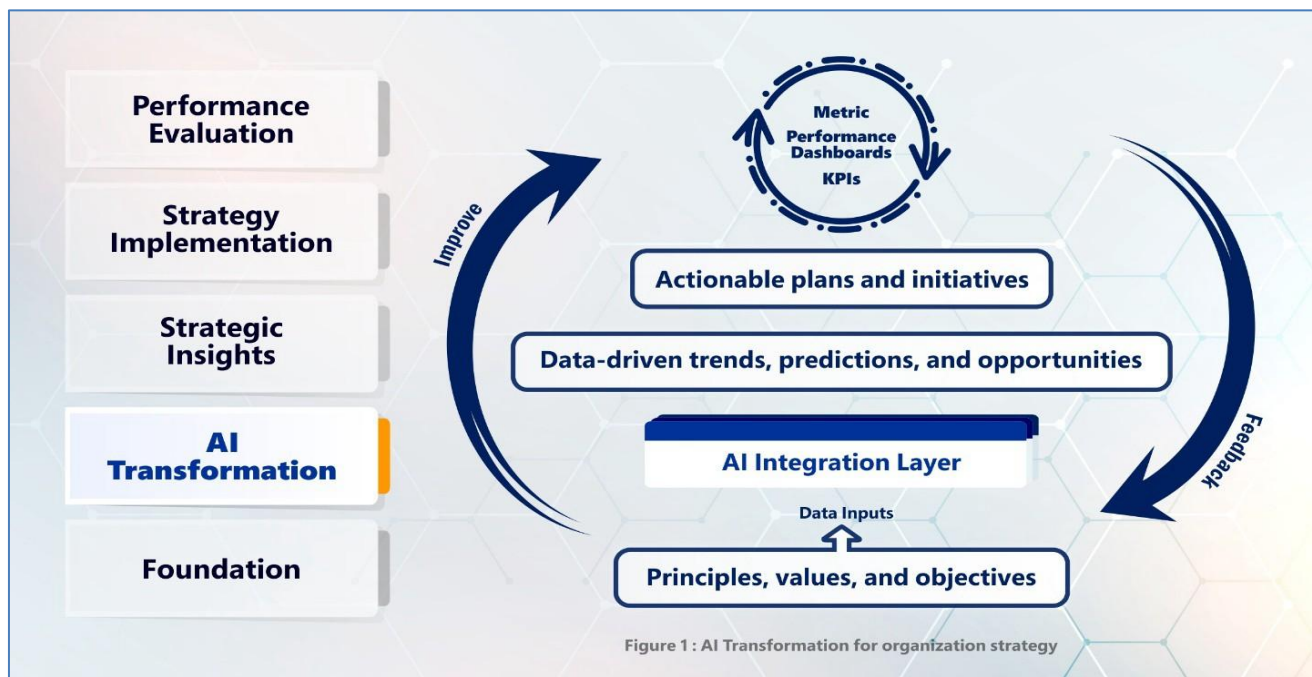 Performance
Evaluation
Strategy
Implementation
Strategic
Insights
AI
Transformation
Foundation
Improve
Metric
Performance
Dashboards
KPIs
Actionable plans and initiatives
Data-driven trends, predictions, and opportunities
AI Integration Layer
Data Inputs
Principles, values, and objectives
Feedback
Figure 1 : AI Transformation for organization strategy